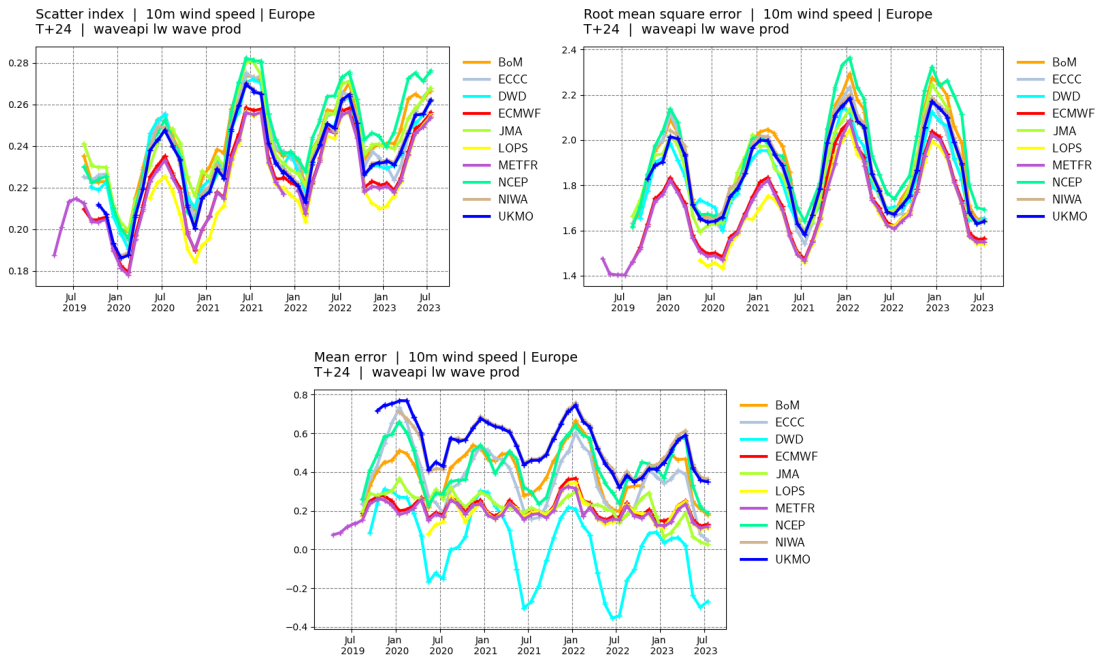 Scatter index | 10m wind speed | Europe
T+24 | waveapi lw wave prod
0.28
0.26
0.24
0.22
0.20
0.18
Jul 2019
Jan 2020
Jul 2020
Jan 2021
Jul 2021
Jan 2022
Jul 2022
Jan 2023
Jul 2023
BoM
ECCC
DWD
ECMWF
JMA
LOPS
METFR
NCEP
NIWA
UKMO
Root mean square error | 10m wind speed | Europe
T+24 | waveapi lw wave prod
2.4
2.2
2.0
1.8
1.6
1.4
Jul 2019
Jan 2020
Jul 2020
Jan 2021
Jul 2021
Jan 2022
Jul 2022
Jan 2023
Jul 2023
BoM
ECCC
DWD
ECMWF
JMA
LOPS
METFR
NCEP
NIWA
UKMO
Mean error | 10m wind speed | Europe
T+24 | waveapi lw wave prod
0.8
0.6
0.4
0.2
0.0
−0.2
−0.4
Jul 2019
Jan 2020
Jul 2020
Jan 2021
Jul 2021
Jan 2022
Jul 2022
Jan 2023
Jul 2023
BoM
ECCC
DWD
ECMWF
JMA
LOPS
METFR
NCEP
NIWA
UKMO